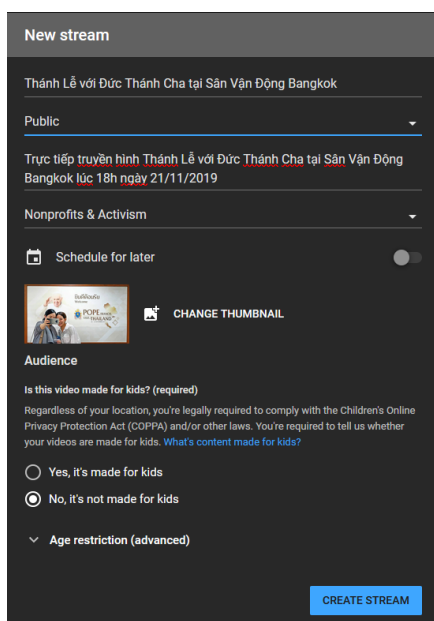 New stream
Thánh Lễ với Đức Thánh Cha tại Sân Vận Động Bangkok
Public
Trực tiếp truyền hình Thánh Lễ với Đức Thánh Cha tại Sân Vận Động
Bangkok lúc 18h ngày 21/11/2019
Nonprofits & Activism
Schedule for later
POPE
CHANGE THUMBNAIL
Audience
Is this video made for kids? (required)
Regardless of your location, you're legally required to comply with the Children's Online
Privacy Protection Act (COPPA) and/or other laws. You're required to tell us whether
your videos are made for kids. What's content made for kids?
Yes, it's made for kids
No, it's not made for kids
Age restriction (advanced)
CREATE STREAM